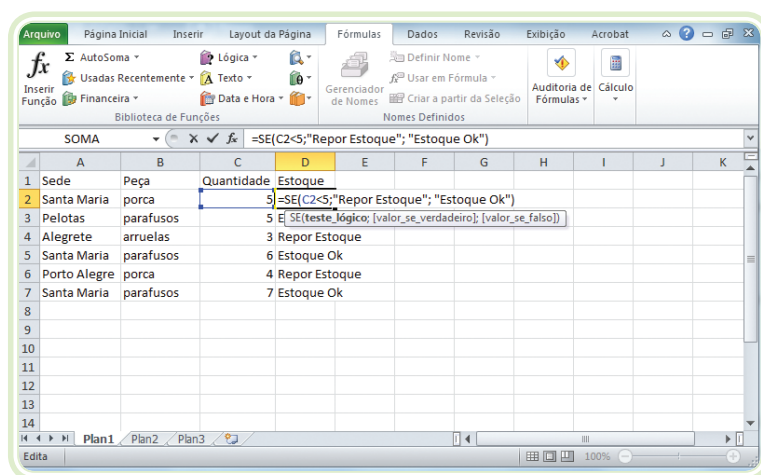 Arquivo Página Inicial Inserir Layout da Página Fórmulas Dados Revisão Exibição Acrobat
fx Inserir Função
Σ AutoSoma
Usadas Recentemente
Financeira
Lógica
Texto
Data e Hora
Biblioteca de Funções
Gerenciador de Nomes
Definir Nome
Usar em Fórmula
Criar a partir da Seleção
Nomes Definidos
Auditoria de Fórmulas
Cálculo
SOMA fx =SE(C2<5;"Repor Estoque"; "Estoque Ok")
A B C D E F G H I J K
1 Sede Peça Quantidade Estoque
2 Santa Maria porca 5 =SE(C2<5;"Repor Estoque"; "Estoque Ok")
3 Pelotas parafusos 5 E
SE(teste_lógico; [valor_se_verdadeiro]; [valor_se_falso])
4 Alegrete arruelas 3 Repor Estoque
5 Santa Maria parafusos 6 Estoque Ok
6 Porto Alegre porca 4 Repor Estoque
7 Santa Maria parafusos 7 Estoque Ok
8
9
10
11
12
13
14
Plan1 Plan2 Plan3
Edita 100%